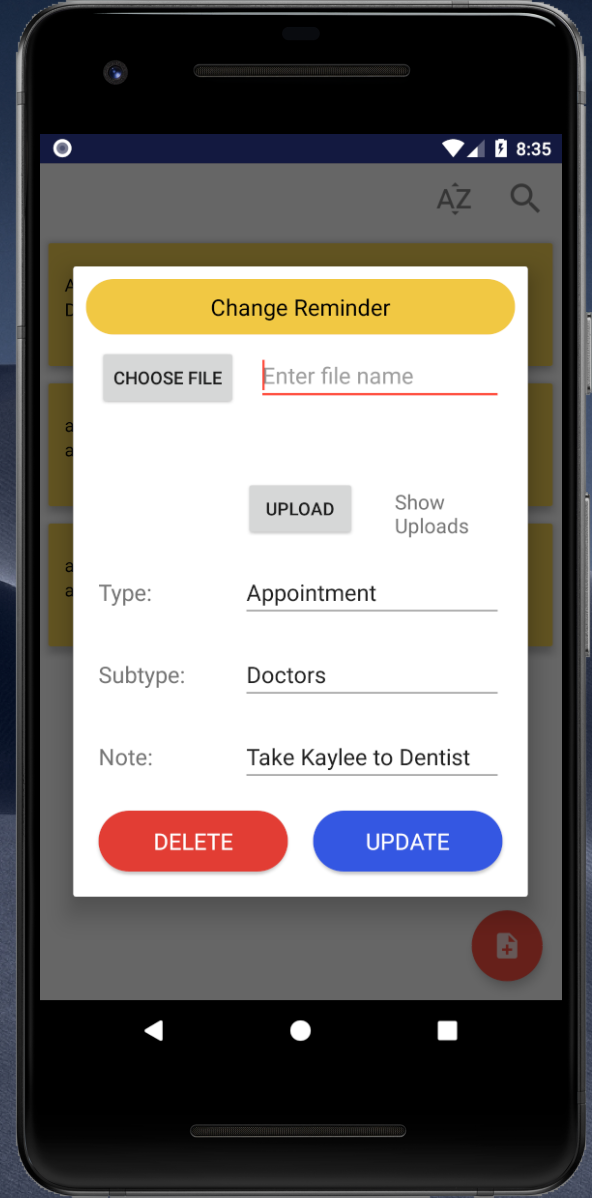 8:35
AZ
A
D
Change Reminder
CHOOSE FILE Enter file name
a
a
UPLOAD Show
Uploads
a
a
Type: Appointment
Subtype: Doctors
Note: Take Kaylee to Dentist
DELETE UPDATE